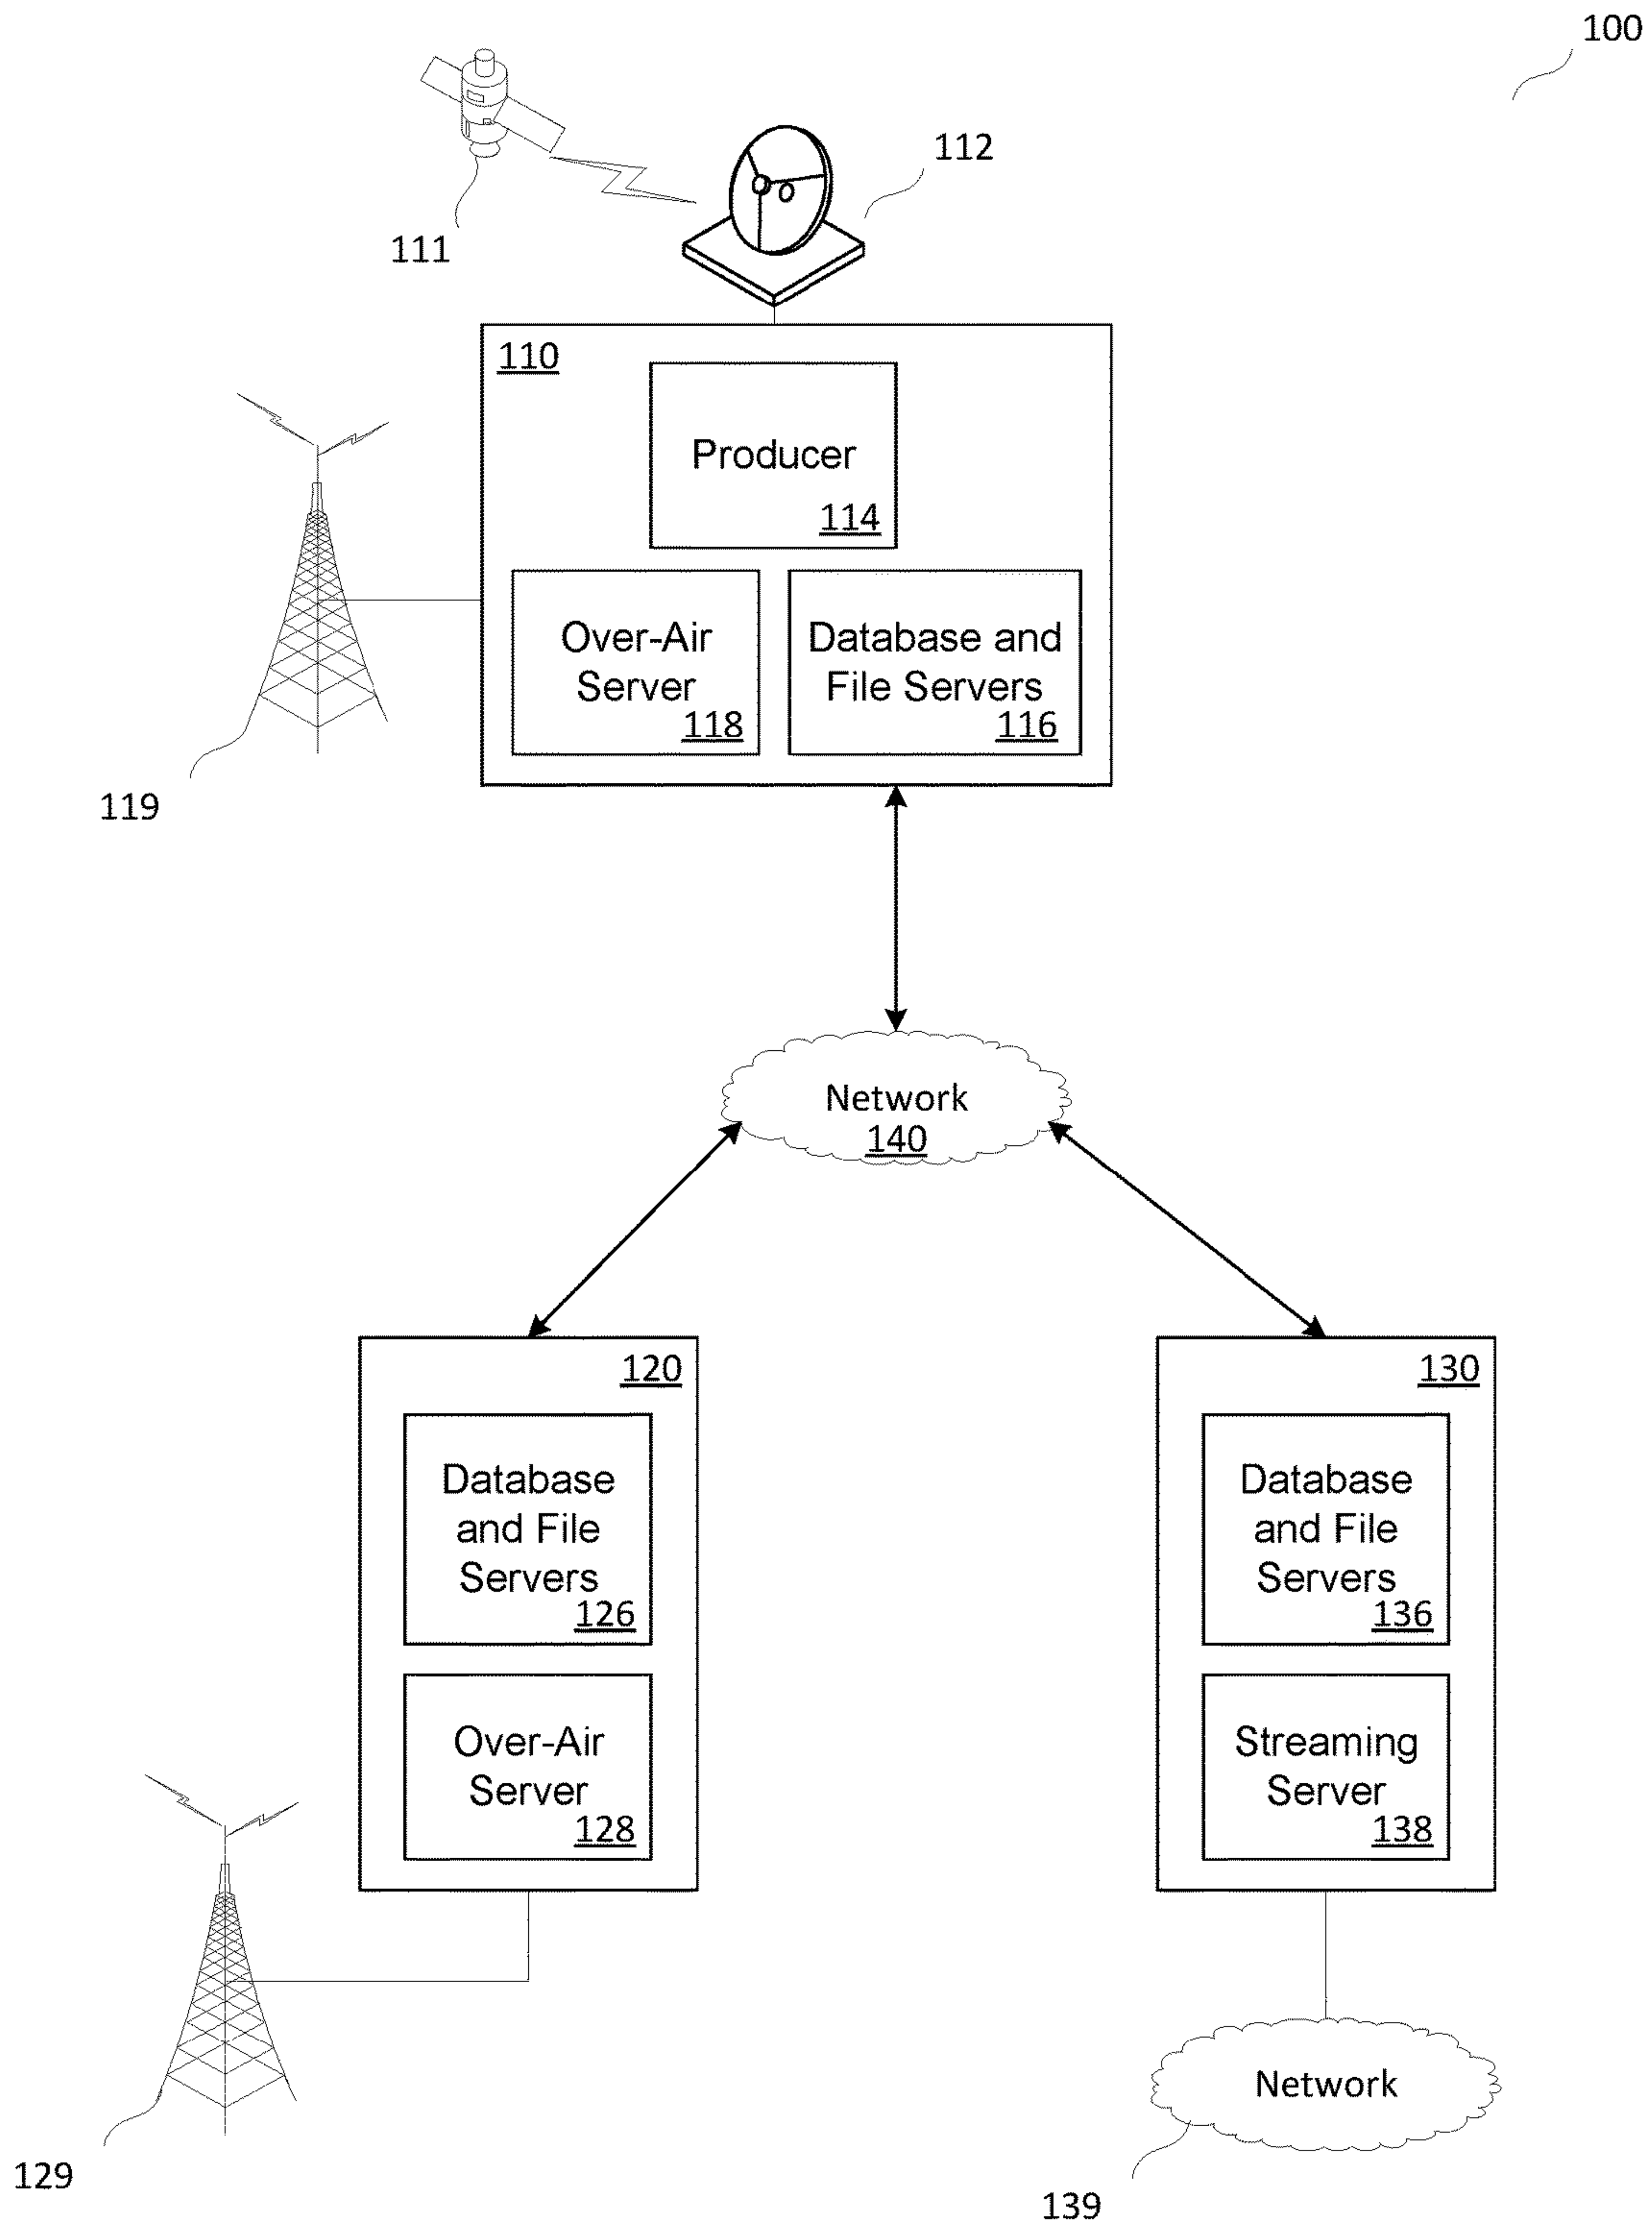 100
112
111
110
Producer
114
Over-Air
Server
118
Database and
File Servers
116
119
Network
140
120
Database
and File
Servers
126
Over-Air
Server
128
130
Database
and File
Servers
136
Streaming
Server
138
Network
129
139